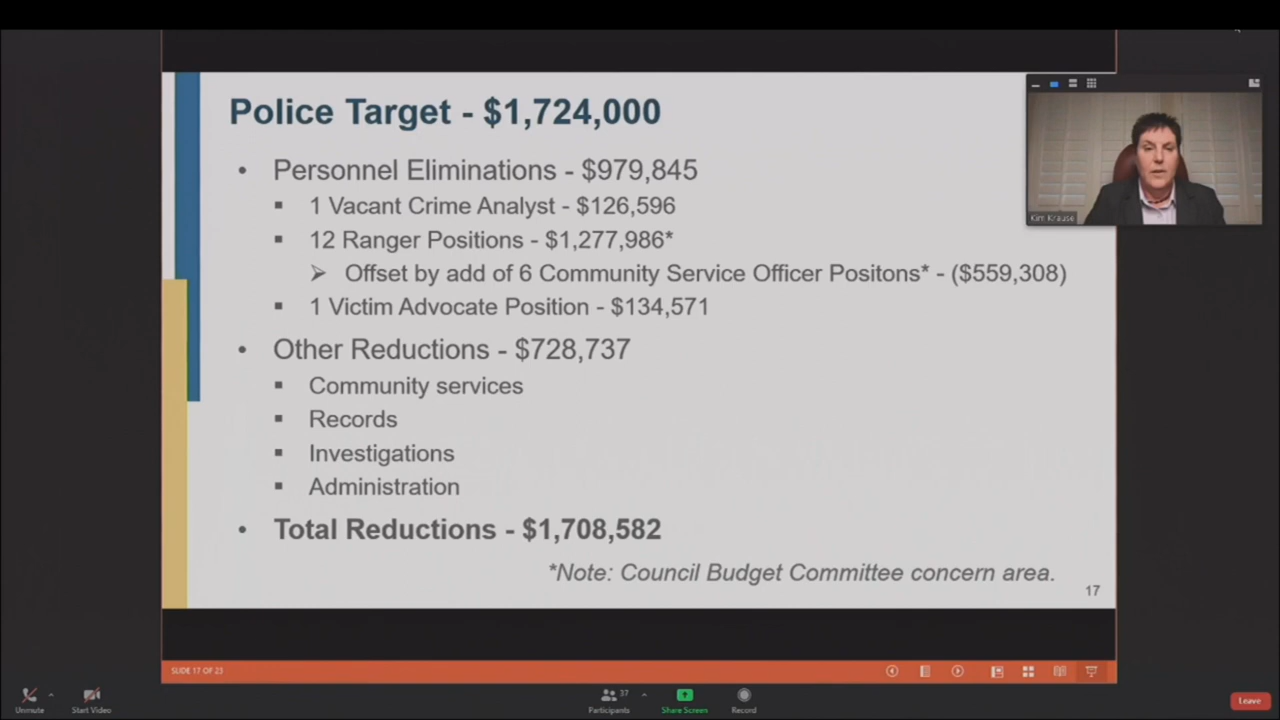 Police Target - $1,724,000
• Personnel Eliminations - $979,845
▪ 1 Vacant Crime Analyst - $126,596
▪ 12 Ranger Positions - $1,277,986*
➢ Offset by add of 6 Community Service Officer Positons* - ($559,308)
▪ 1 Victim Advocate Position - $134,571
• Other Reductions - $728,737
▪ Community services
▪ Records
▪ Investigations
▪ Administration
• Total Reductions - $1,708,582
*Note: Council Budget Committee concern area.
17
Kim Krause
SLIDE 17 OF 23
Unmute
Start Video
37
Participants
Share Screen
Record
Leave